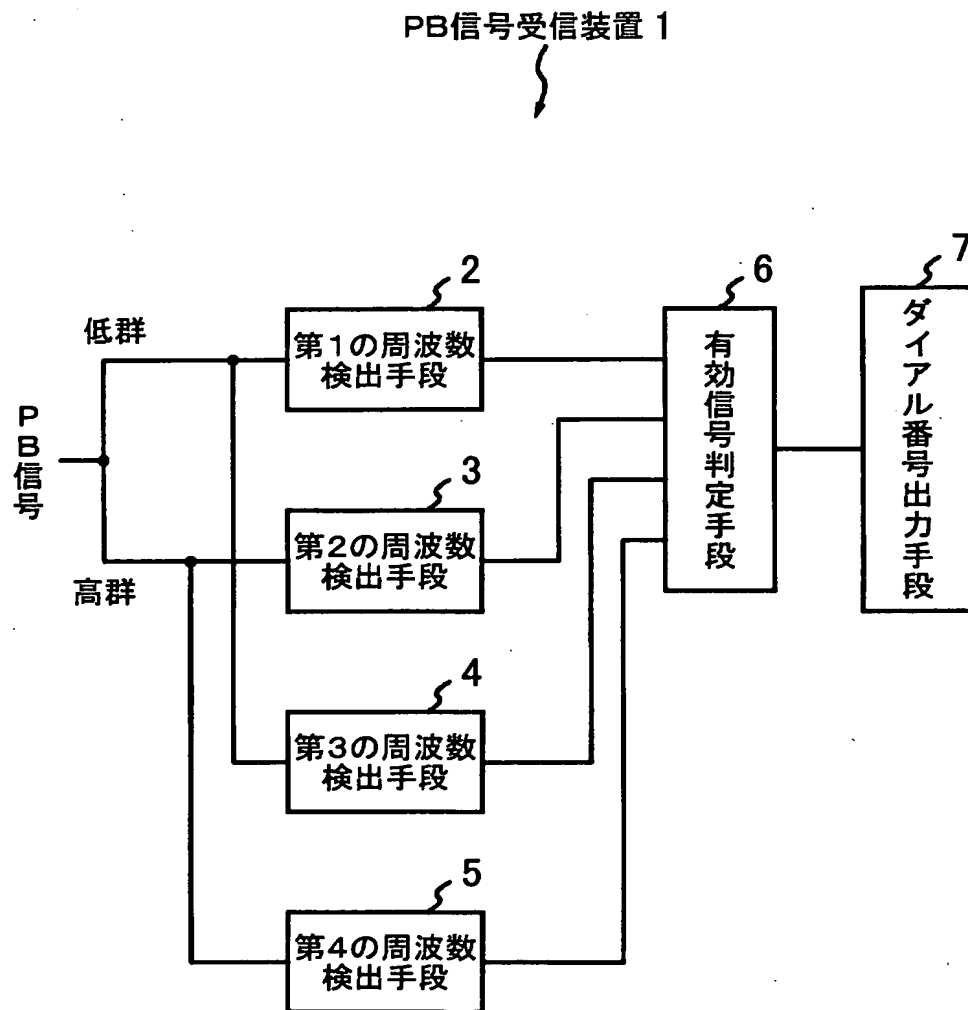 PB信号受信装置 1
2
第1の周波数
検出手段
低群
PB信号
高群
3
第2の周波数
検出手段
4
第3の周波数
検出手段
5
第4の周波数
検出手段
6
有効信号判定手段
7
ダイアル番号出力手段